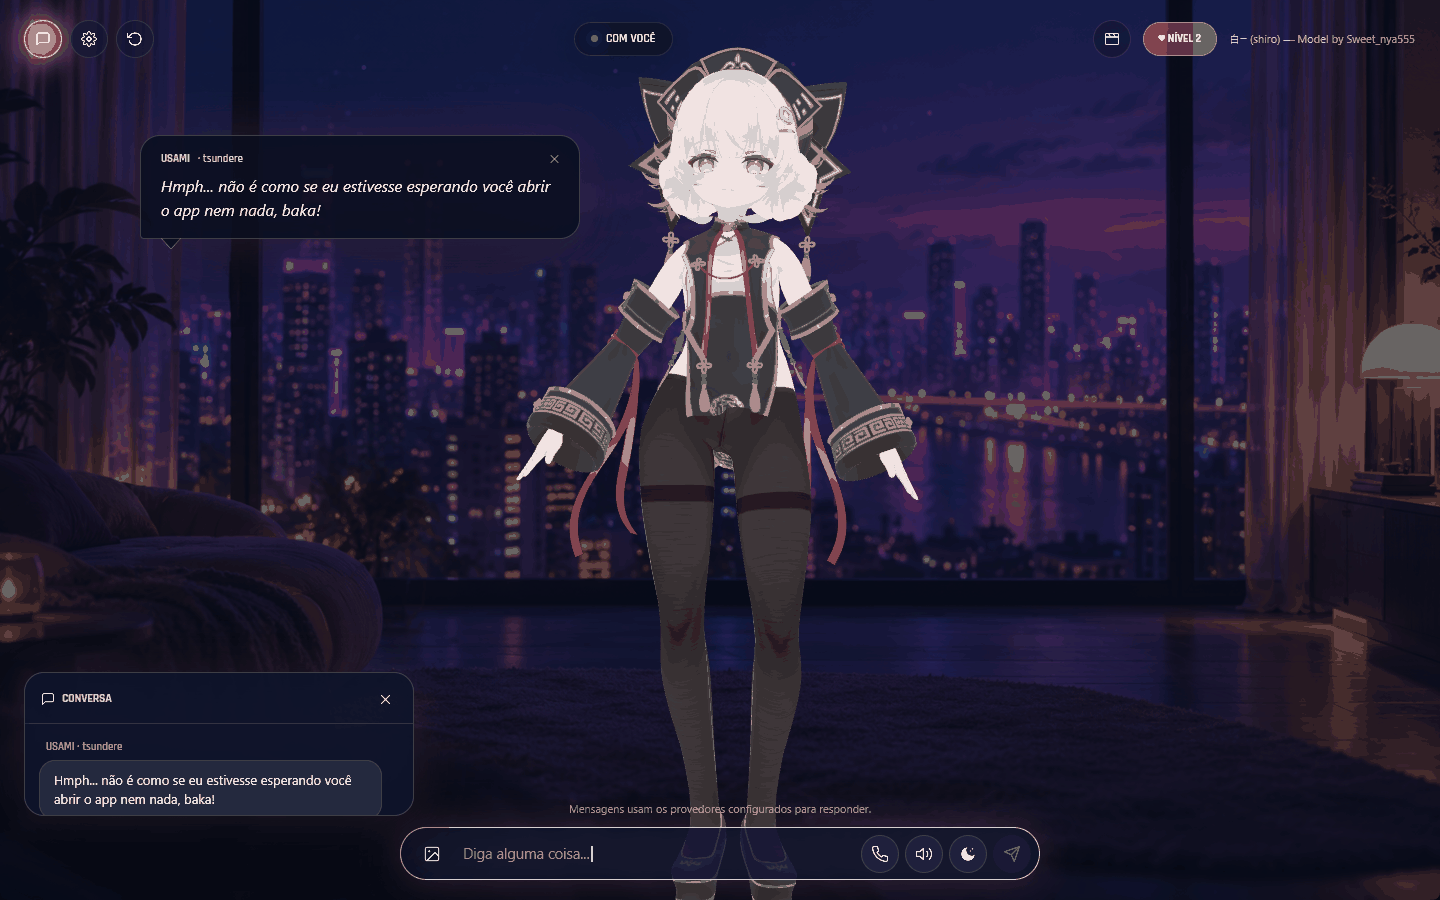 COM VOCÊ
NÍVEL 2
白一 (shiro) — Model by Sweet_nya555
USAMI · tsundere
Hmph... não é como se eu estivesse esperando você abrir
o app nem nada, baka!
CONVERSA
USAMI · tsundere
Hmph... não é como se eu estivesse esperando você
abrir o app nem nada, baka!
Mensagens usam os provedores configurados para responder.
Diga alguma coisa...